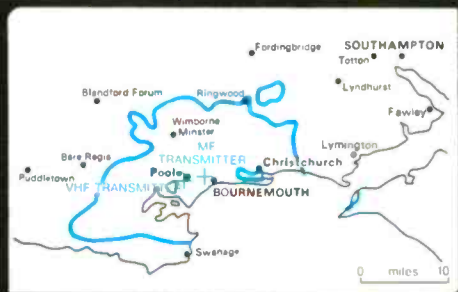 Fordingbridge
SOUTHAMPTON
Totton
Lyndhurst
Blandford Forum
Ringwood
Fawley
Wimborne
Minster
MF
TRANSMITTER
Lymington
Bere Regis
Christchurch
Puddletown
Poole
VHF TRANSMITTER
BOURNEMOUTH
Swanage
0 miles 10